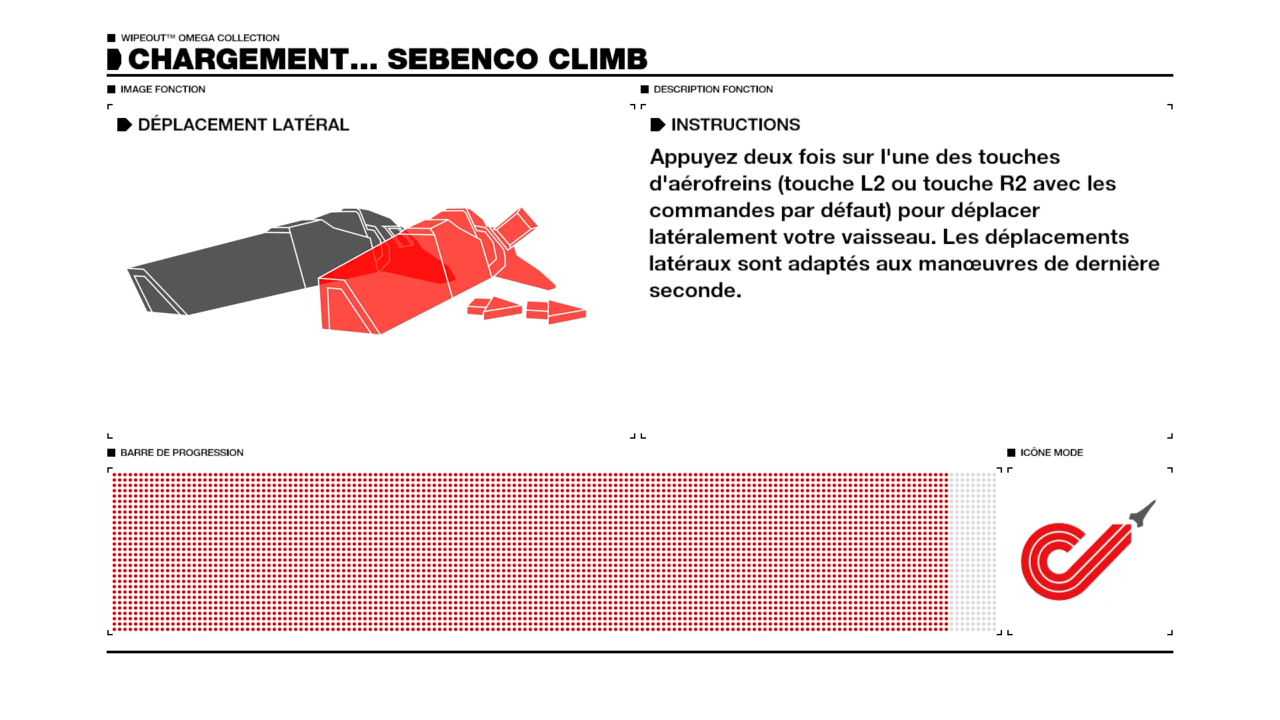 WIPEOUT™ OMEGA COLLECTION
CHARGEMENT... SEBENCO CLIMB
IMAGE FONCTION
DÉPLACEMENT LATÉRAL
DESCRIPTION FONCTION
INSTRUCTIONS
Appuyez deux fois sur l'une des touches
d'aérofreins (touche L2 ou touche R2 avec les
commandes par défaut) pour déplacer
latéralement votre vaisseau. Les déplacements
latéraux sont adaptés aux manœuvres de dernière
seconde.
BARRE DE PROGRESSION
ICÔNE MODE